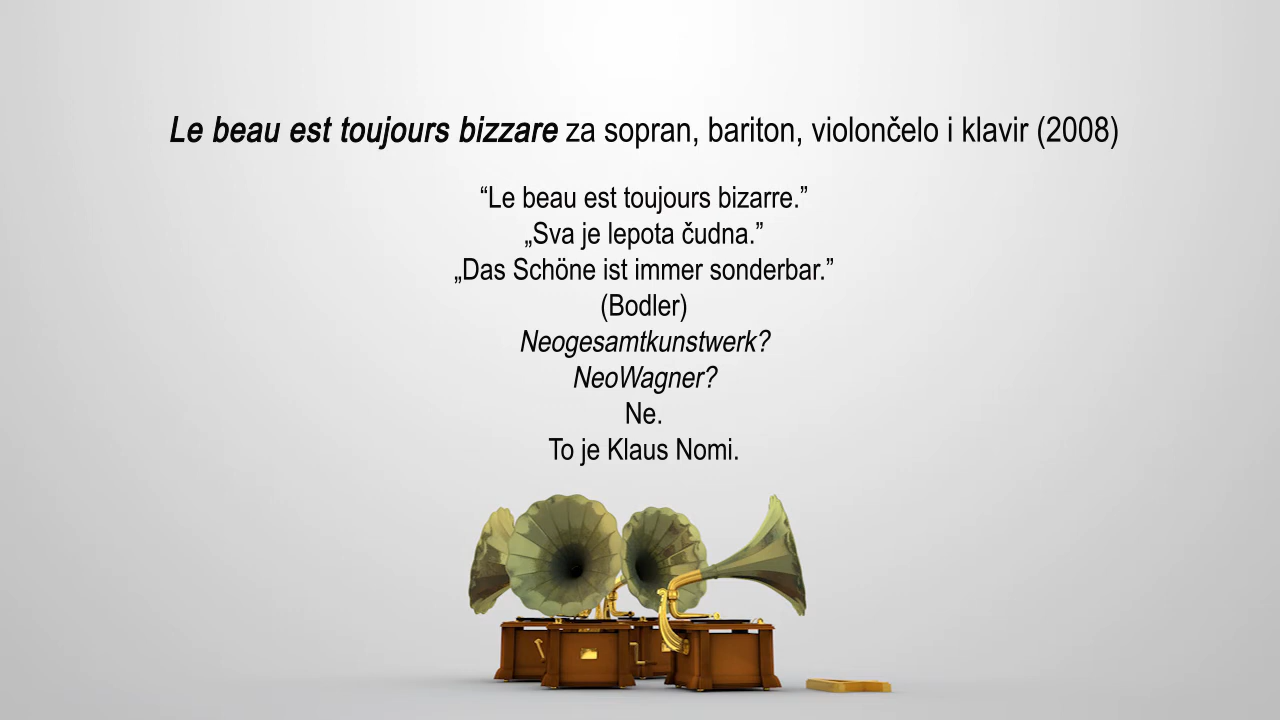 Le beau est toujours bizzare za sopran, bariton, violončelo i klavir (2008)
“Le beau est toujours bizarre.”
„Sva je lepota čudna.”
„Das Schöne ist immer sonderbar.”
(Bodler)
Neogesamtkunstwerk?
NeoWagner?
Ne.
To je Klaus Nomi.